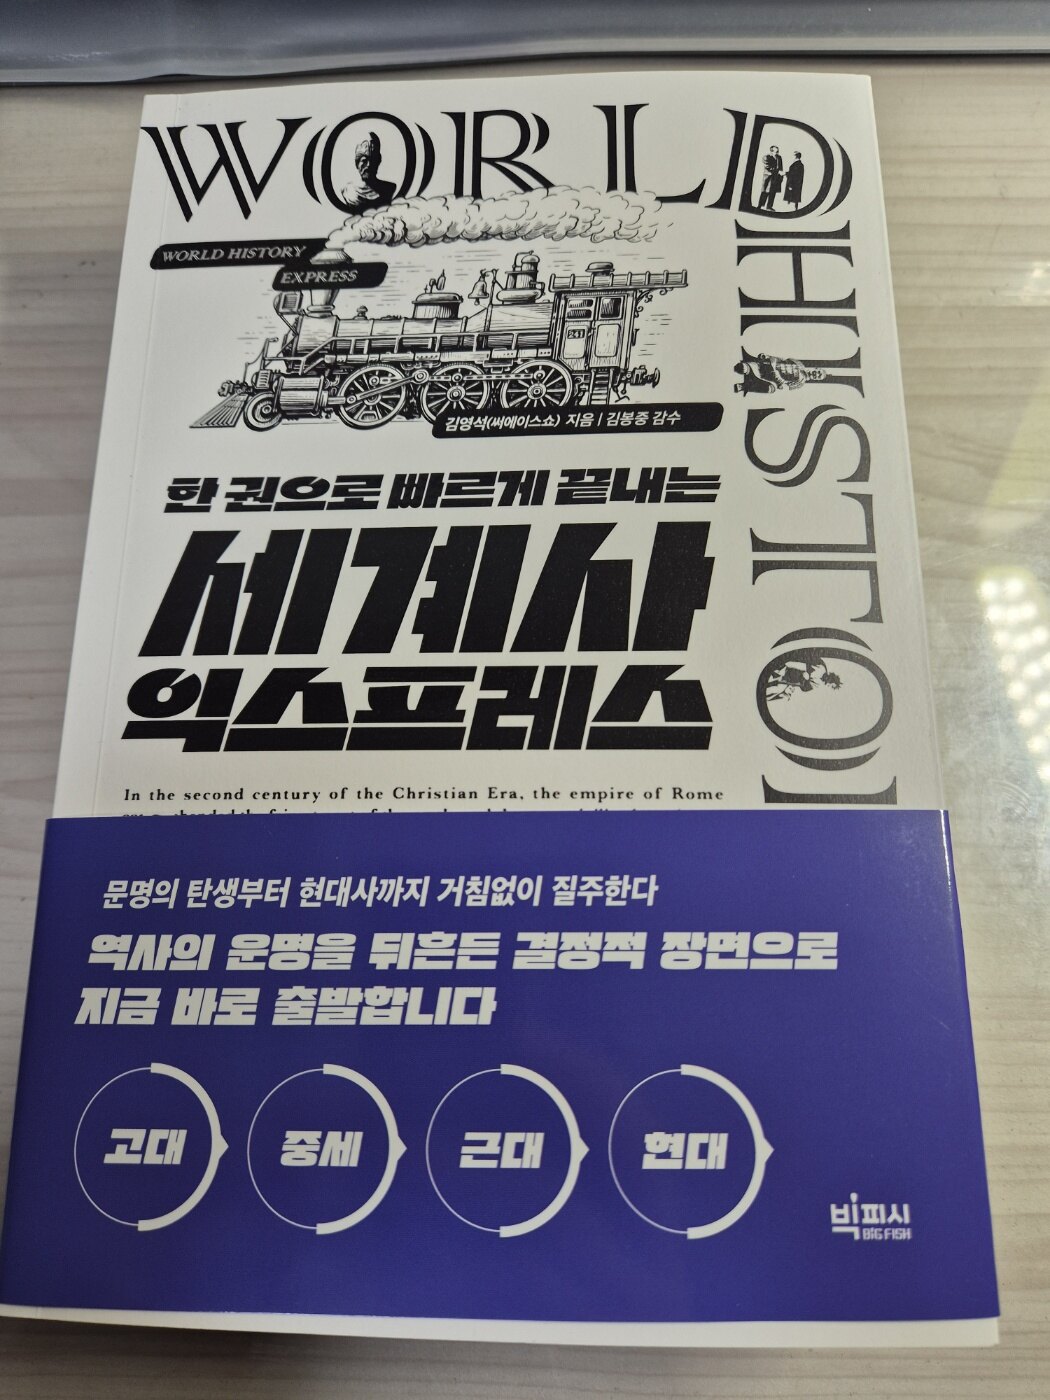 WORLD
HISTO
WORLD HISTORY
EXPRESS
241
김영석(써에이스쇼) 지음 | 김봉중 감수
한 권으로 빠르게 끝내는
세계사
익스프레스
In the second century of the Christian Era, the empire of Rome
문명의 탄생부터 현대사까지 거침없이 질주한다
역사의 운명을 뒤흔든 결정적 장면으로
지금 바로 출발합니다
고대
중세
근대
현대
빅피시
BIG FISH